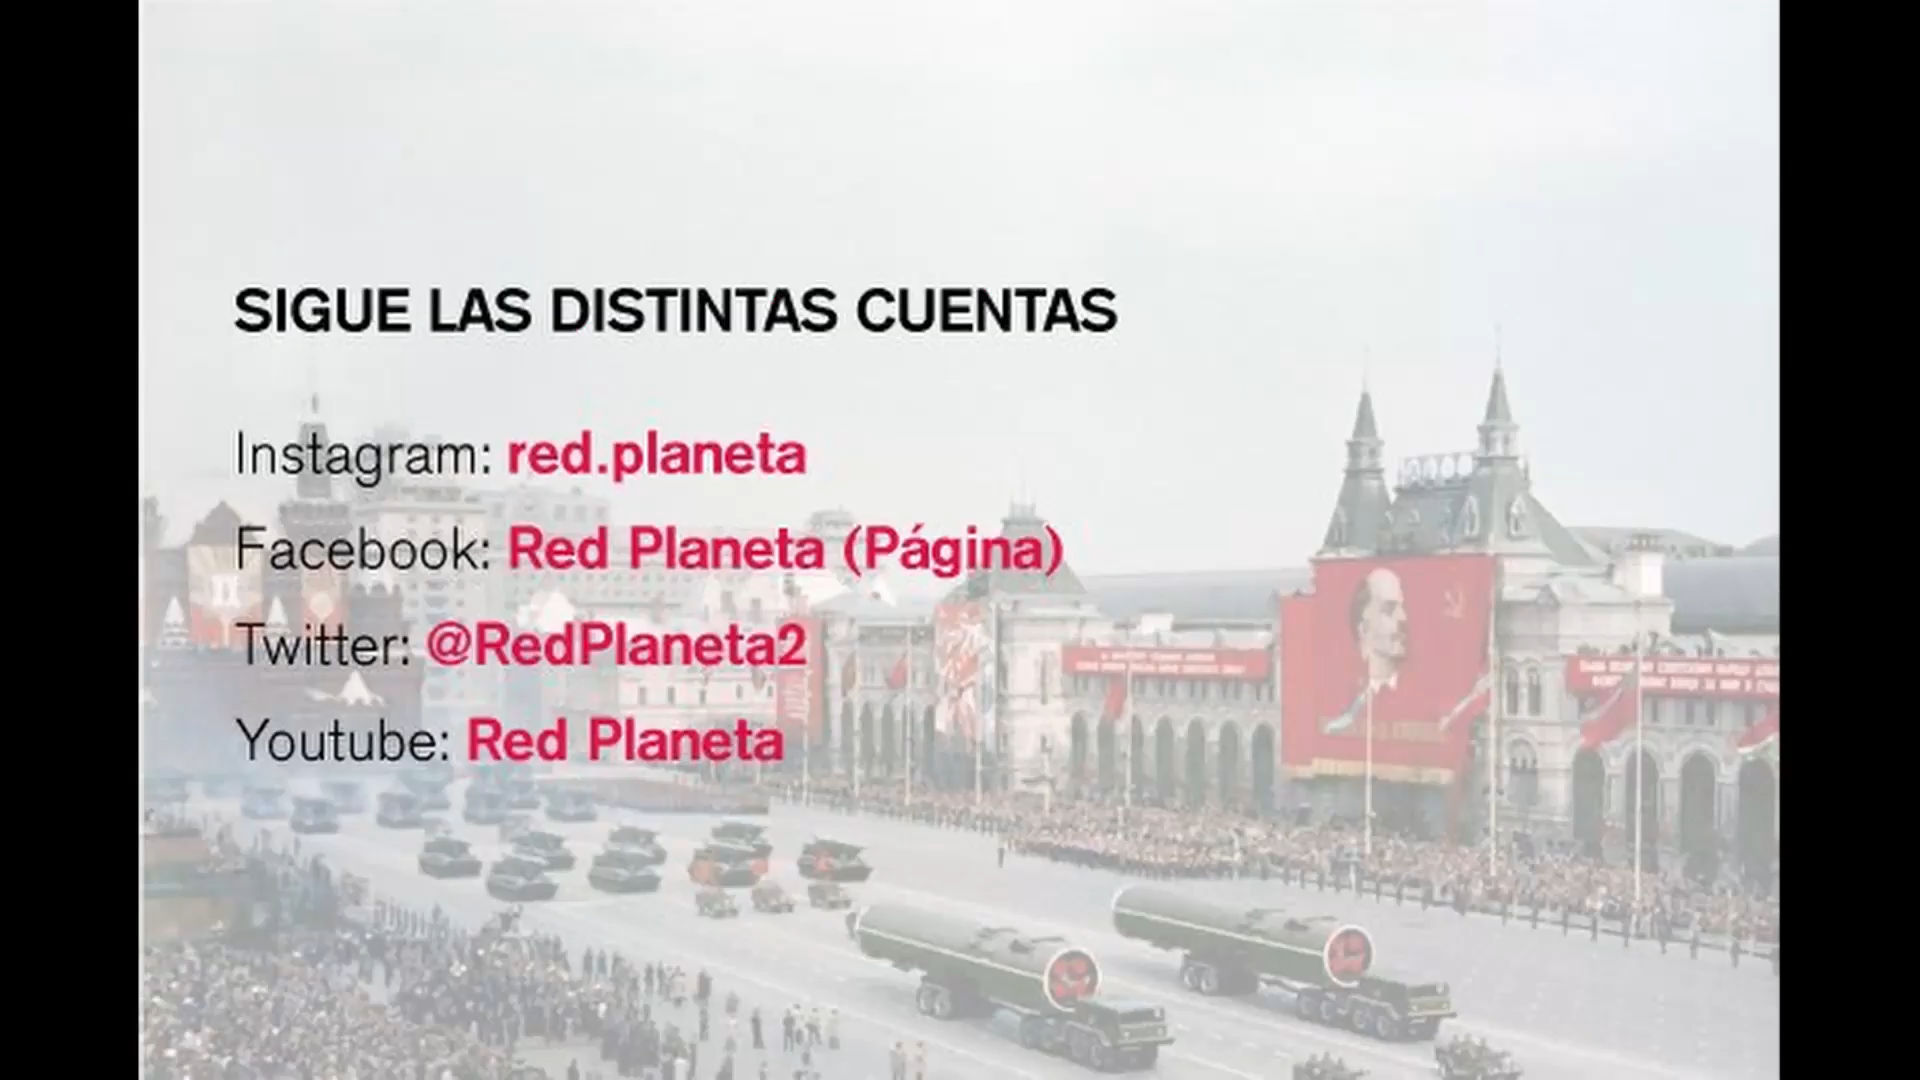 SIGUE LAS DISTINTAS CUENTAS
Instagram: red.planeta
Facebook: Red Planeta (Página)
Twitter: @RedPlaneta2
Youtube: Red Planeta